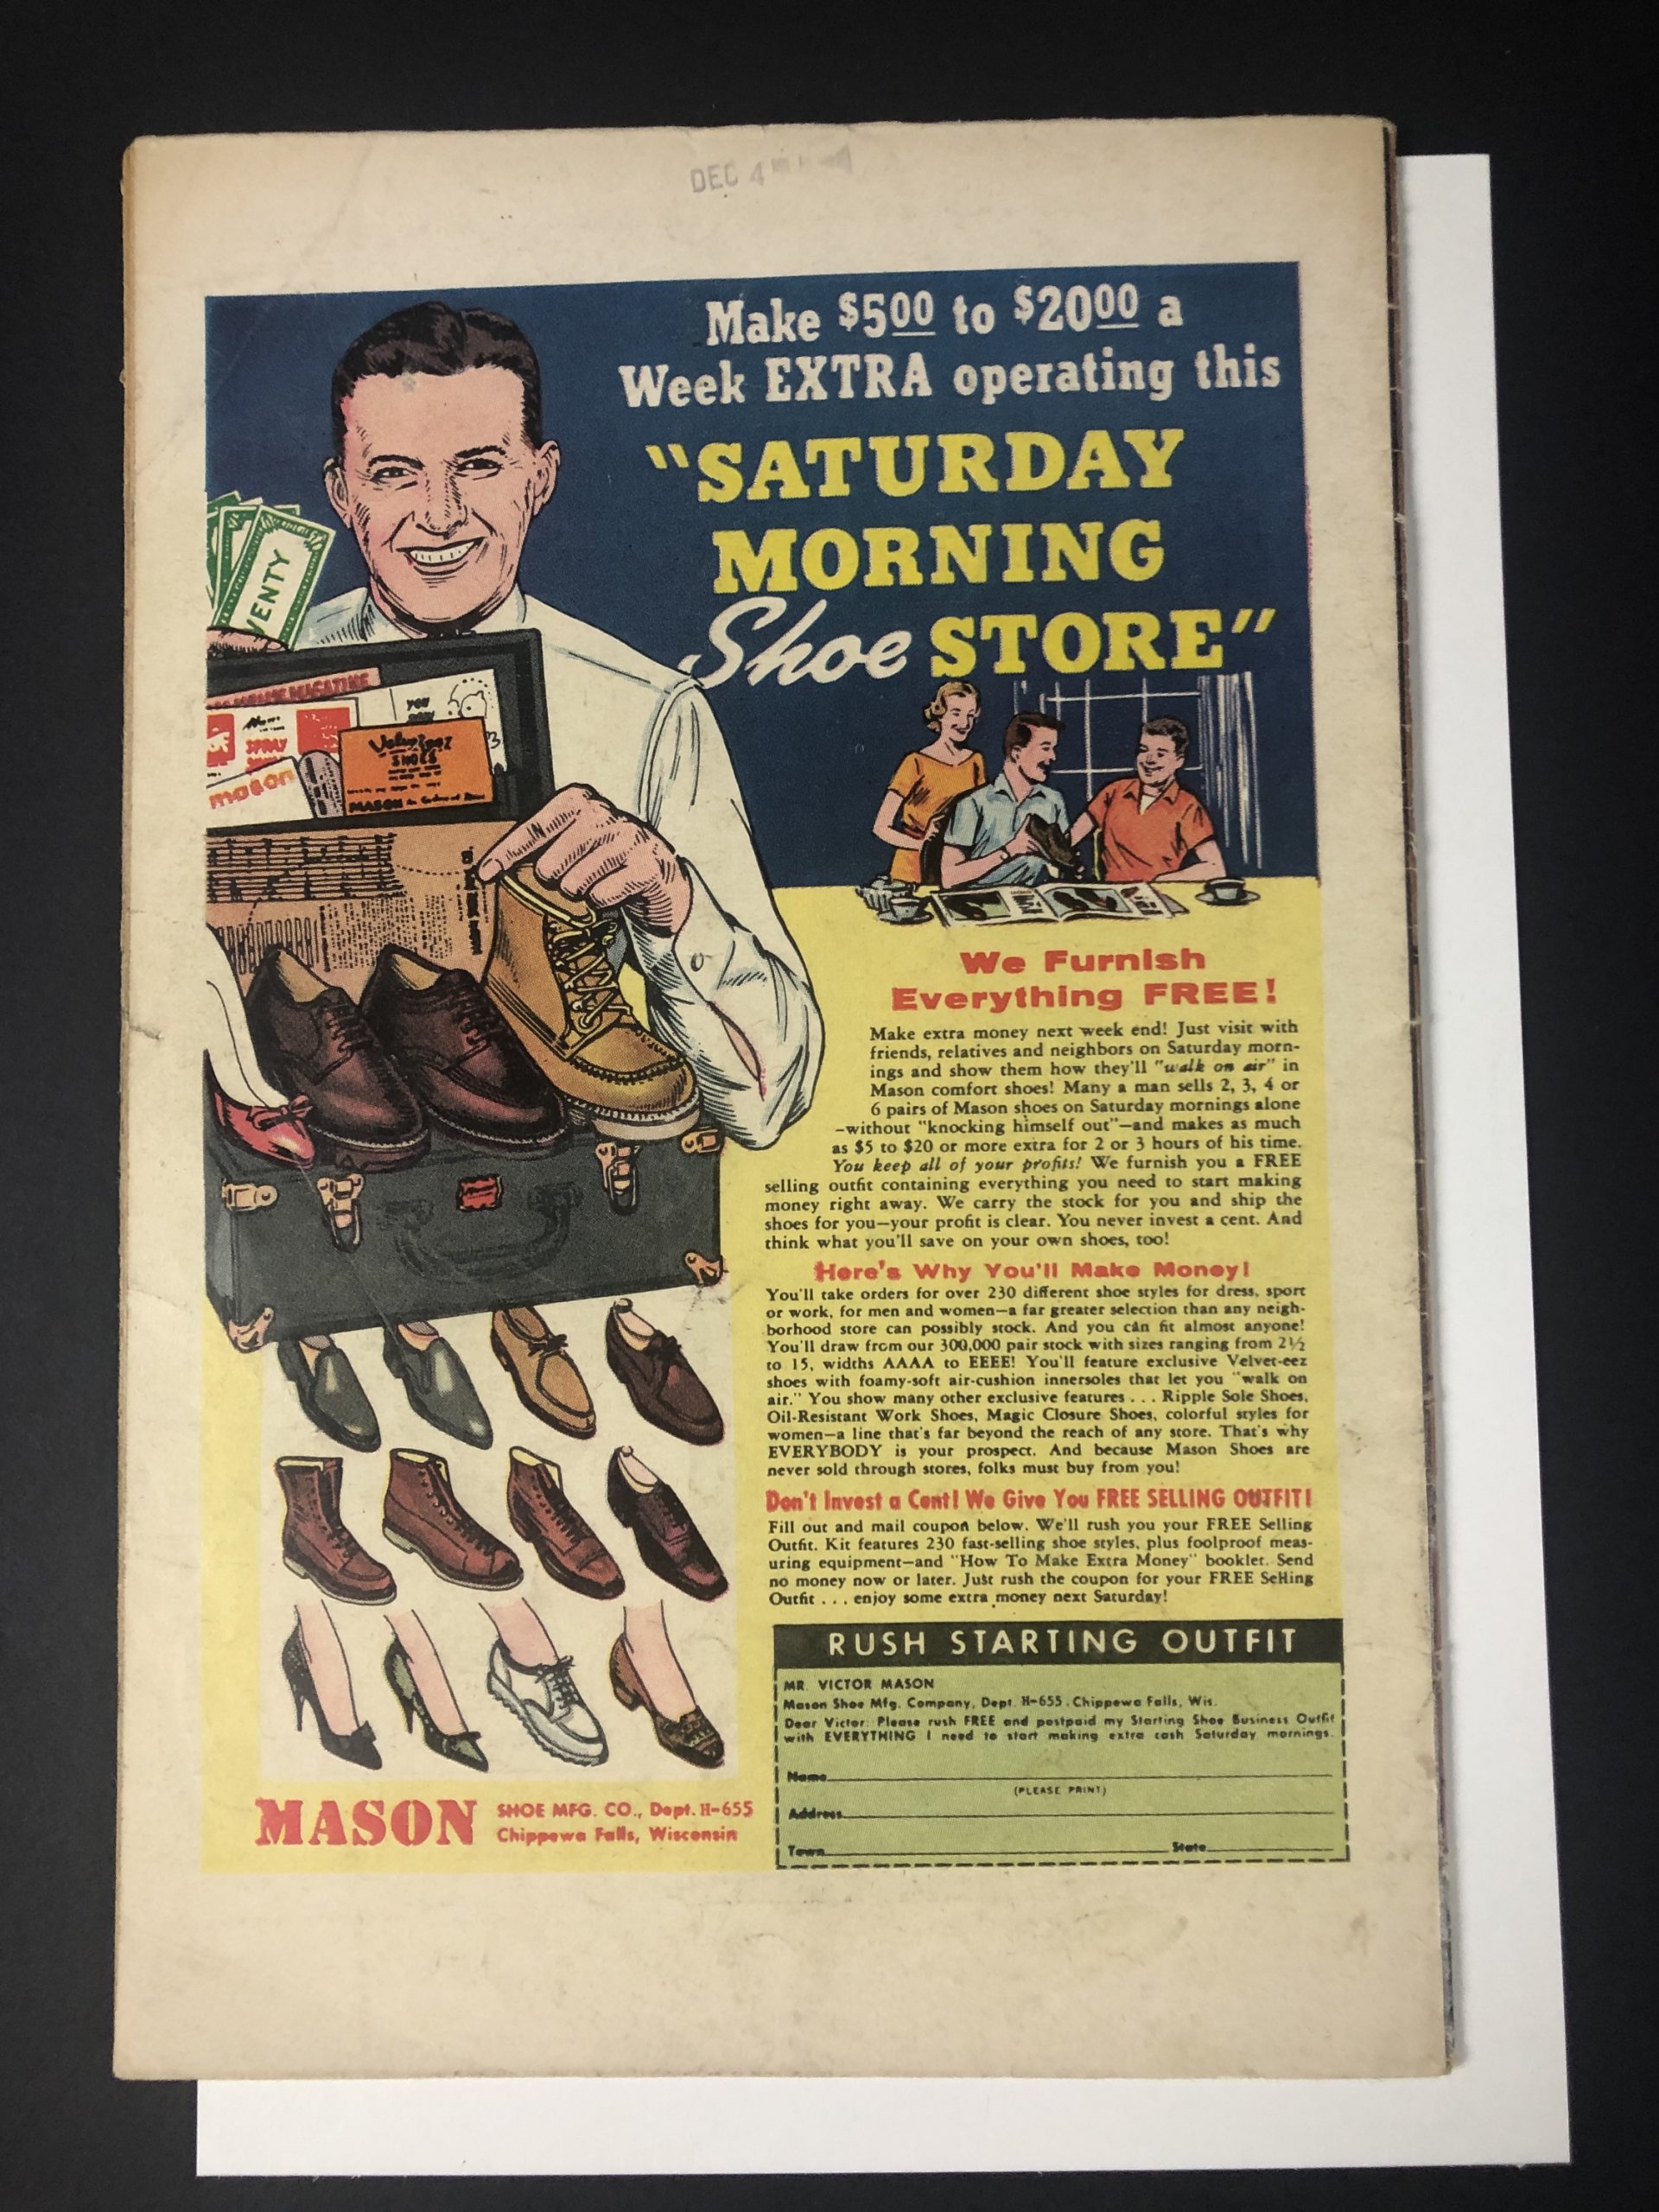 DEC 4
Make $5.00 to $20.00 a
Week EXTRA operating this
"SATURDAY
MORNING
Shoe STORE"
VENTY
MAGAZINE
YOU
SPRAY
mason
Velvet-eez
SHOES
MASON
We Furnish
Everything FREE!
Make extra money next week end! Just visit with
friends, relatives and neighbors on Saturday morn-
ings and show them how they'll "walk on air" in
Mason comfort shoes! Many a man sells 2, 3, 4 or
6 pairs of Mason shoes on Saturday mornings alone
—without "knocking himself out"—and makes as much
as $5 to $20 or more extra for 2 or 3 hours of his time.
You keep all of your profits! We furnish you a FREE
selling outfit containing everything you need to start making
money right away. We carry the stock for you and ship the
shoes for you—your profit is clear. You never invest a cent. And
think what you'll save on your own shoes, too!
Here's Why You'll Make Money!
You'll take orders for over 230 different shoe styles for dress, sport
or work, for men and women—a far greater selection than any neigh-
borhood store can possibly stock. And you can fit almost anyone!
You'll draw from our 300,000 pair stock with sizes ranging from 2½
to 15, widths AAAA to EEEE! You'll feature exclusive Velvet-eez
shoes with foamy-soft air-cushion innersoles that let you "walk on
air." You show many other exclusive features . . . Ripple Sole Shoes,
Oil-Resistant Work Shoes, Magic Closure Shoes, colorful styles for
women—a line that's far beyond the reach of any store. That's why
EVERYBODY is your prospect. And because Mason Shoes are
never sold through stores, folks must buy from you!
Don't Invest a Cent! We Give You FREE SELLING OUTFIT!
Fill out and mail coupon below. We'll rush you your FREE Selling
Outfit. Kit features 230 fast-selling shoe styles, plus foolproof meas-
uring equipment—and "How To Make Extra Money" booklet. Send
no money now or later. Just rush the coupon for your FREE Selling
Outfit . . . enjoy some extra money next Saturday!
RUSH STARTING OUTFIT
MR. VICTOR MASON
Mason Shoe Mfg. Company, Dept. H-655, Chippewa Falls, Wis.
Dear Victor: Please rush FREE and postpaid my Starting Shoe Business Outfit
with EVERYTHING I need to start making extra cash Saturday mornings.
Name
(PLEASE PRINT)
Address
Town State
MASON SHOE MFG. CO., Dept. H-655
Chippewa Falls, Wisconsin